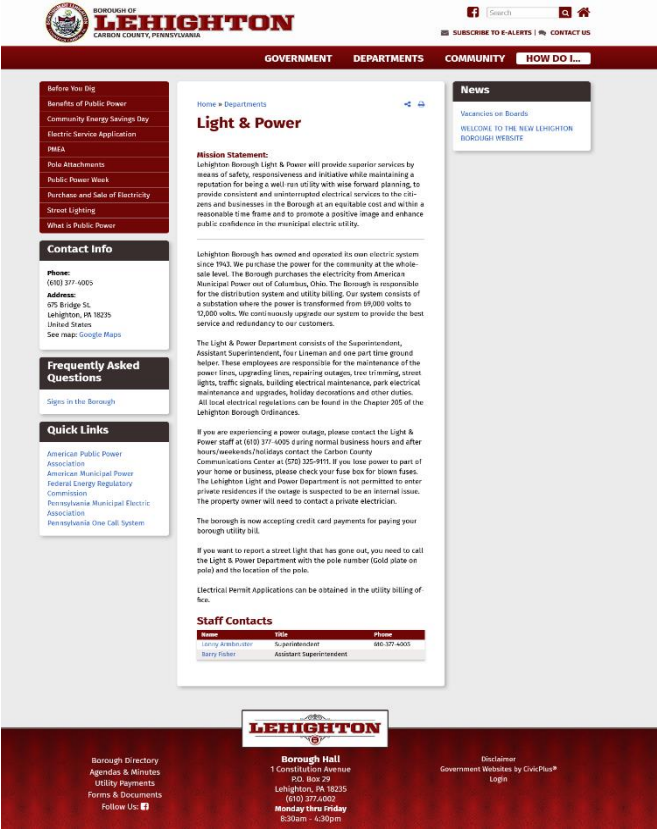 BOROUGH OF
LEHIGHTON
CARBON COUNTY, PENNSYLVANIA
Search
SUBSCRIBE TO E-ALERTS | CONTACT US
GOVERNMENT DEPARTMENTS COMMUNITY HOW DO I...
Before You Dig
Benefits of Public Power
Community Energy Savings Day
Electric Service Application
PMEA
Pole Attachments
Public Power Week
Purchase and Sale of Electricity
Street Lighting
What is Public Power
Contact Info
Phone:
(610) 377-4005
Address:
675 Bridge St.
Lehighton, PA 18235
United States
See map: Google Maps
Frequently Asked
Questions
Signs in the Borough
Quick Links
American Public Power
Association
American Municipal Power
Federal Energy Regulatory
Commission
Pennsylvania Municipal Electric
Association
Pennsylvania One Call System
Home » Departments
Light & Power
Mission Statement:
Lehighton Borough Light & Power will provide superior services by
means of safety, responsiveness and initiative while maintaining a
reputation for being a well-run utility with wise forward planning, to
provide consistent and uninterrupted electrical services to the citi-
zens and businesses in the Borough at an equitable cost and within a
reasonable time frame and to promote a positive image and enhance
public confidence in the municipal electric utility.
Lehighton Borough has owned and operated its own electric system
since 1943. We purchase the power for the community at the whole-
sale level. The Borough purchases the electricity from American
Municipal Power out of Columbus, Ohio. The Borough is responsible
for the distribution system and utility billing. Our system consists of
a substation where the power is transformed from 69,000 volts to
12,000 volts. We continuously upgrade our system to provide the best
service and redundancy to our customers.
The Light & Power Department consists of the Superintendent,
Assistant Superintendent, four Lineman and one part time ground
helper. These employees are responsible for the maintenance of the
power lines, upgrading lines, repairing outages, tree trimming, street
lights, traffic signals, building electrical maintenance, park electrical
maintenance and upgrades, holiday decorations and other duties.
All local electrical regulations can be found in the Chapter 205 of the
Lehighton Borough Ordinances.
If you are experiencing a power outage, please contact the Light &
Power staff at (610) 377-4005 during normal business hours and after
hours/weekends/holidays contact the Carbon County
Communications Center at (570) 325-9111. If you lose power to part of
your home or business, please check your fuse box for blown fuses.
The Lehighton Light and Power Department is not permitted to enter
private residences if the outage is suspected to be an internal issue.
The property owner will need to contact a private electrician.
The borough is now accepting credit card payments for paying your
borough utility bill.
If you want to report a street light that has gone out, you need to call
the Light & Power Department with the pole number (Gold plate on
pole) and the location of the pole.
Electrical Permit Applications can be obtained in the utility billing of-
fice.
Staff Contacts
Name Title Phone
Lonny Armbruster Superintendent 610-377-4005
Barry Fisher Assistant Superintendent
News
Vacancies on Boards
WELCOME TO THE NEW LEHIGHTON
BOROUGH WEBSITE
LEHIGHTON
Borough Directory
Agendas & Minutes
Utility Payments
Forms & Documents
Follow Us:
Borough Hall
1 Constitution Avenue
P.O. Box 29
Lehighton, PA 18235
(610) 377.4002
Monday thru Friday
8:30am - 4:30pm
Disclaimer
Government Websites by CivicPlus®
Login